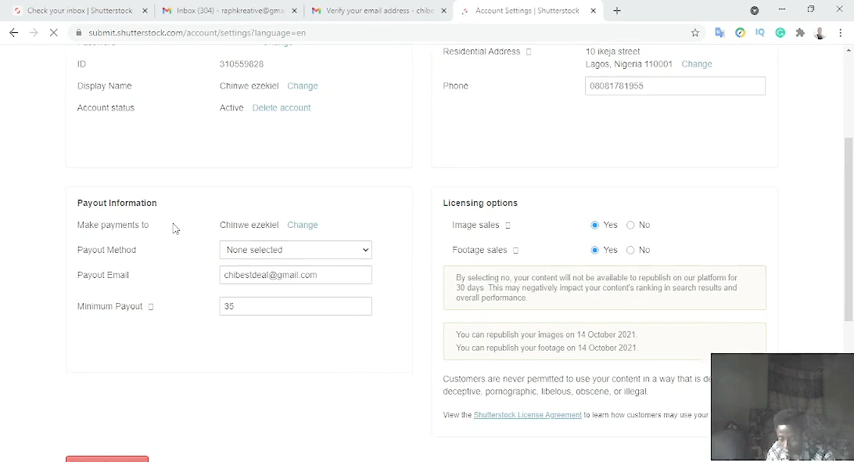 Check your inbox | Shutterstock
Inbox (304) - raphkreative@gma
Verify your email address - chibe
Account Settings | Shutterstock
submit.shutterstock.com/account/settings?language=en
ID
310559828
Display Name
Chinwe ezekiel
Change
Account status
Active
Delete account
Residential Address
10 ikeja street
Lagos, Nigeria 110001
Change
Phone
08081781955
Payout Information
Make payments to
Chinwe ezekiel
Change
Payout Method
None selected
Payout Email
chibestdeal@gmail.com
Minimum Payout
35
Licensing options
Image sales
Yes
No
Footage sales
Yes
No
By selecting no, your content will not be available to republish on our platform for
30 days. This may negatively impact your content's ranking in search results and
overall performance.
You can republish your images on 14 October 2021.
You can republish your footage on 14 October 2021.
Customers are never permitted to use your content in a way that is
deceptive, pornographic, libelous, obscene, or illegal.
View the Shutterstock License Agreement to learn how customers may use your